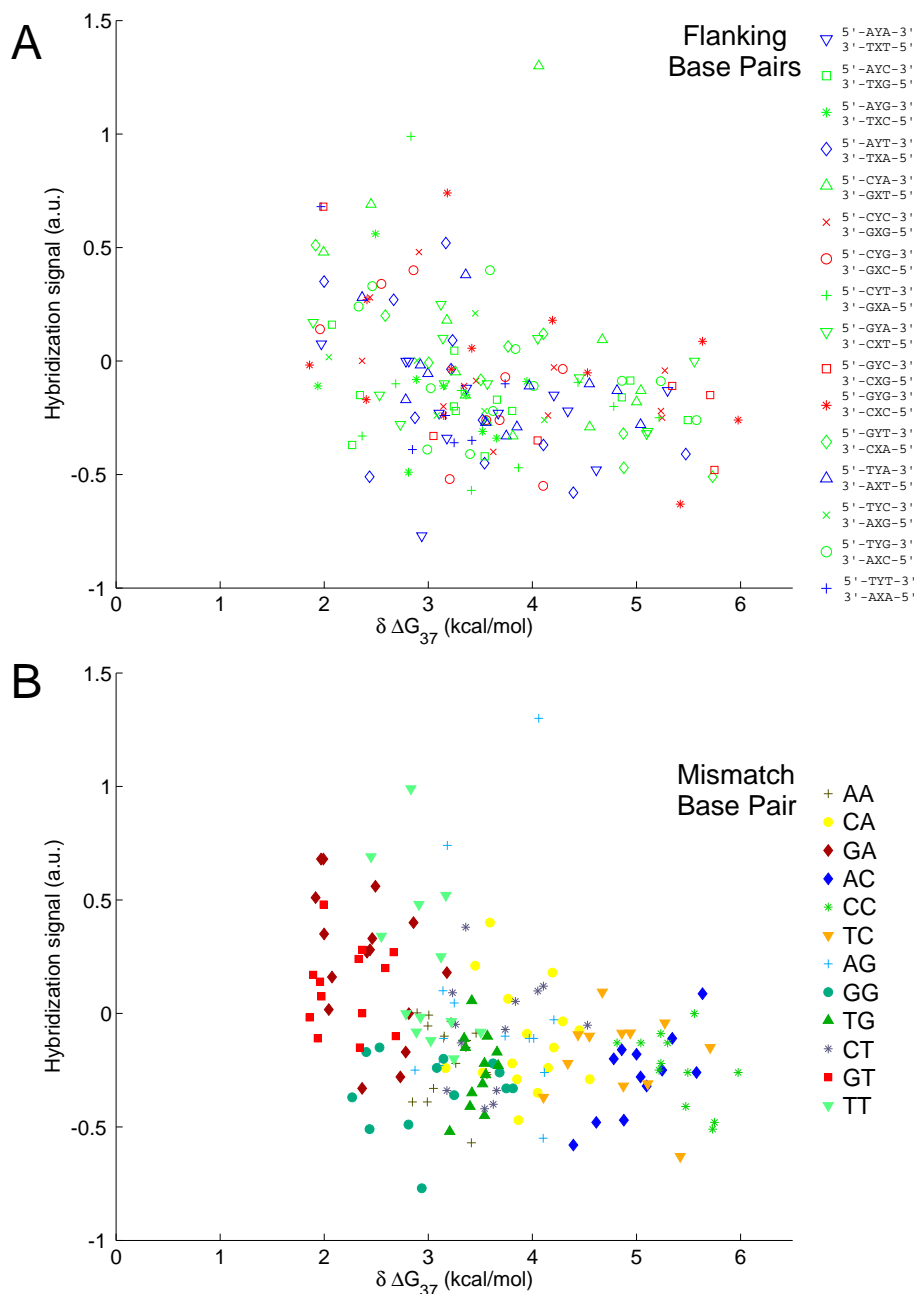 A
Flanking
Base Pairs
1.5
1
0.5
0
-0.5
-1
Hybridization signal (a.u.)
0 1 2 3 4 5 6
δ ΔG37 (kcal/mol)
5'-AYA-3'
3'-TXT-5'
5'-AYC-3'
3'-TXG-5'
5'-AYG-3'
3'-TXC-5'
5'-AYT-3'
3'-TXA-5'
5'-CYA-3'
3'-GXT-5'
5'-CYC-3'
3'-GXG-5'
5'-CYG-3'
3'-GXC-5'
5'-CYT-3'
3'-GXA-5'
5'-GYA-3'
3'-CXT-5'
5'-GYC-3'
3'-CXG-5'
5'-GYG-3'
3'-CXC-5'
5'-GYT-3'
3'-CXA-5'
5'-TYA-3'
3'-AXT-5'
5'-TYC-3'
3'-AXG-5'
5'-TYG-3'
3'-AXC-5'
5'-TYT-3'
3'-AXA-5'
B
Mismatch
Base Pair
1.5
1
0.5
0
-0.5
-1
Hybridization signal (a.u.)
0 1 2 3 4 5 6
δ ΔG37 (kcal/mol)
AA
CA
GA
AC
CC
TC
AG
GG
TG
CT
GT
TT